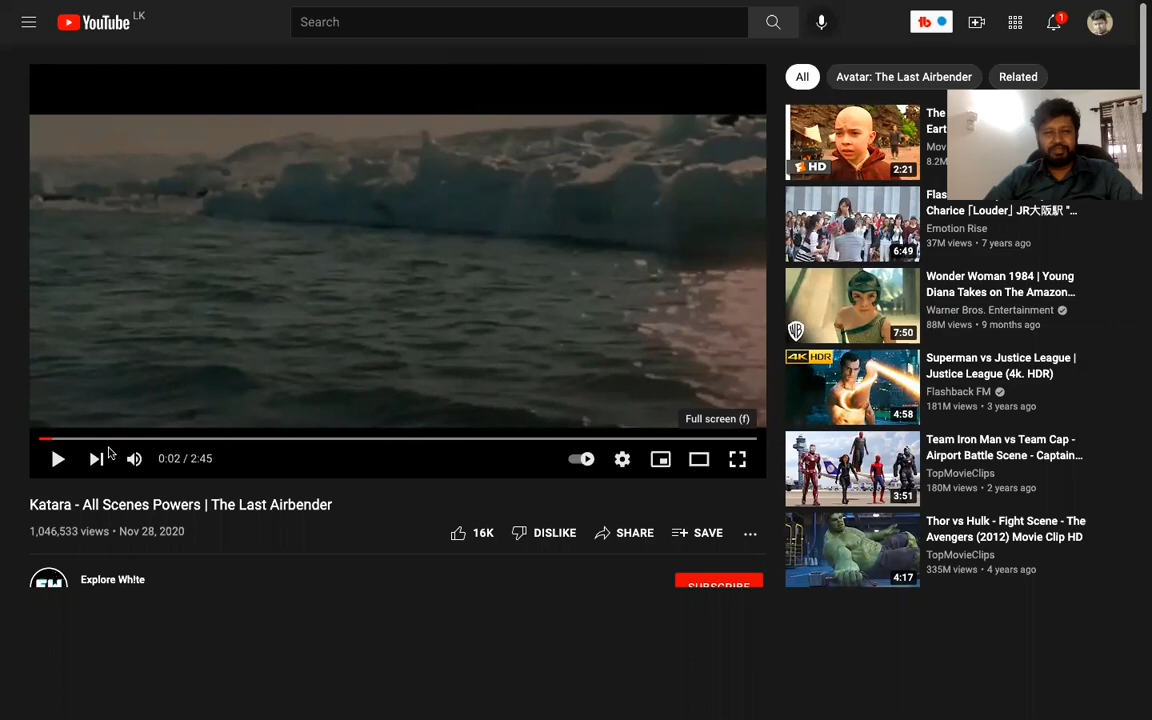 YouTube LK
Search
tb
1
All
Avatar: The Last Airbender
Related
The
Eart
Mov
8.2M
HD
2:21
Flas
Charice「Louder」JR大阪駅 "...
Emotion Rise
37M views • 7 years ago
6:49
Wonder Woman 1984 | Young
Diana Takes on The Amazon...
Warner Bros. Entertainment
88M views • 9 months ago
7:50
4K HDR
Superman vs Justice League |
Justice League (4k. HDR)
Flashback FM
181M views • 3 years ago
4:58
Team Iron Man vs Team Cap -
Airport Battle Scene - Captain...
TopMovieClips
180M views • 2 years ago
3:51
Thor vs Hulk - Fight Scene - The
Avengers (2012) Movie Clip HD
TopMovieClips
335M views • 4 years ago
4:17
Full screen (f)
0:02 / 2:45
Katara - All Scenes Powers | The Last Airbender
1,046,533 views • Nov 28, 2020
16K
DISLIKE
SHARE
SAVE
Explore Wh!te
SUBSCRIBE